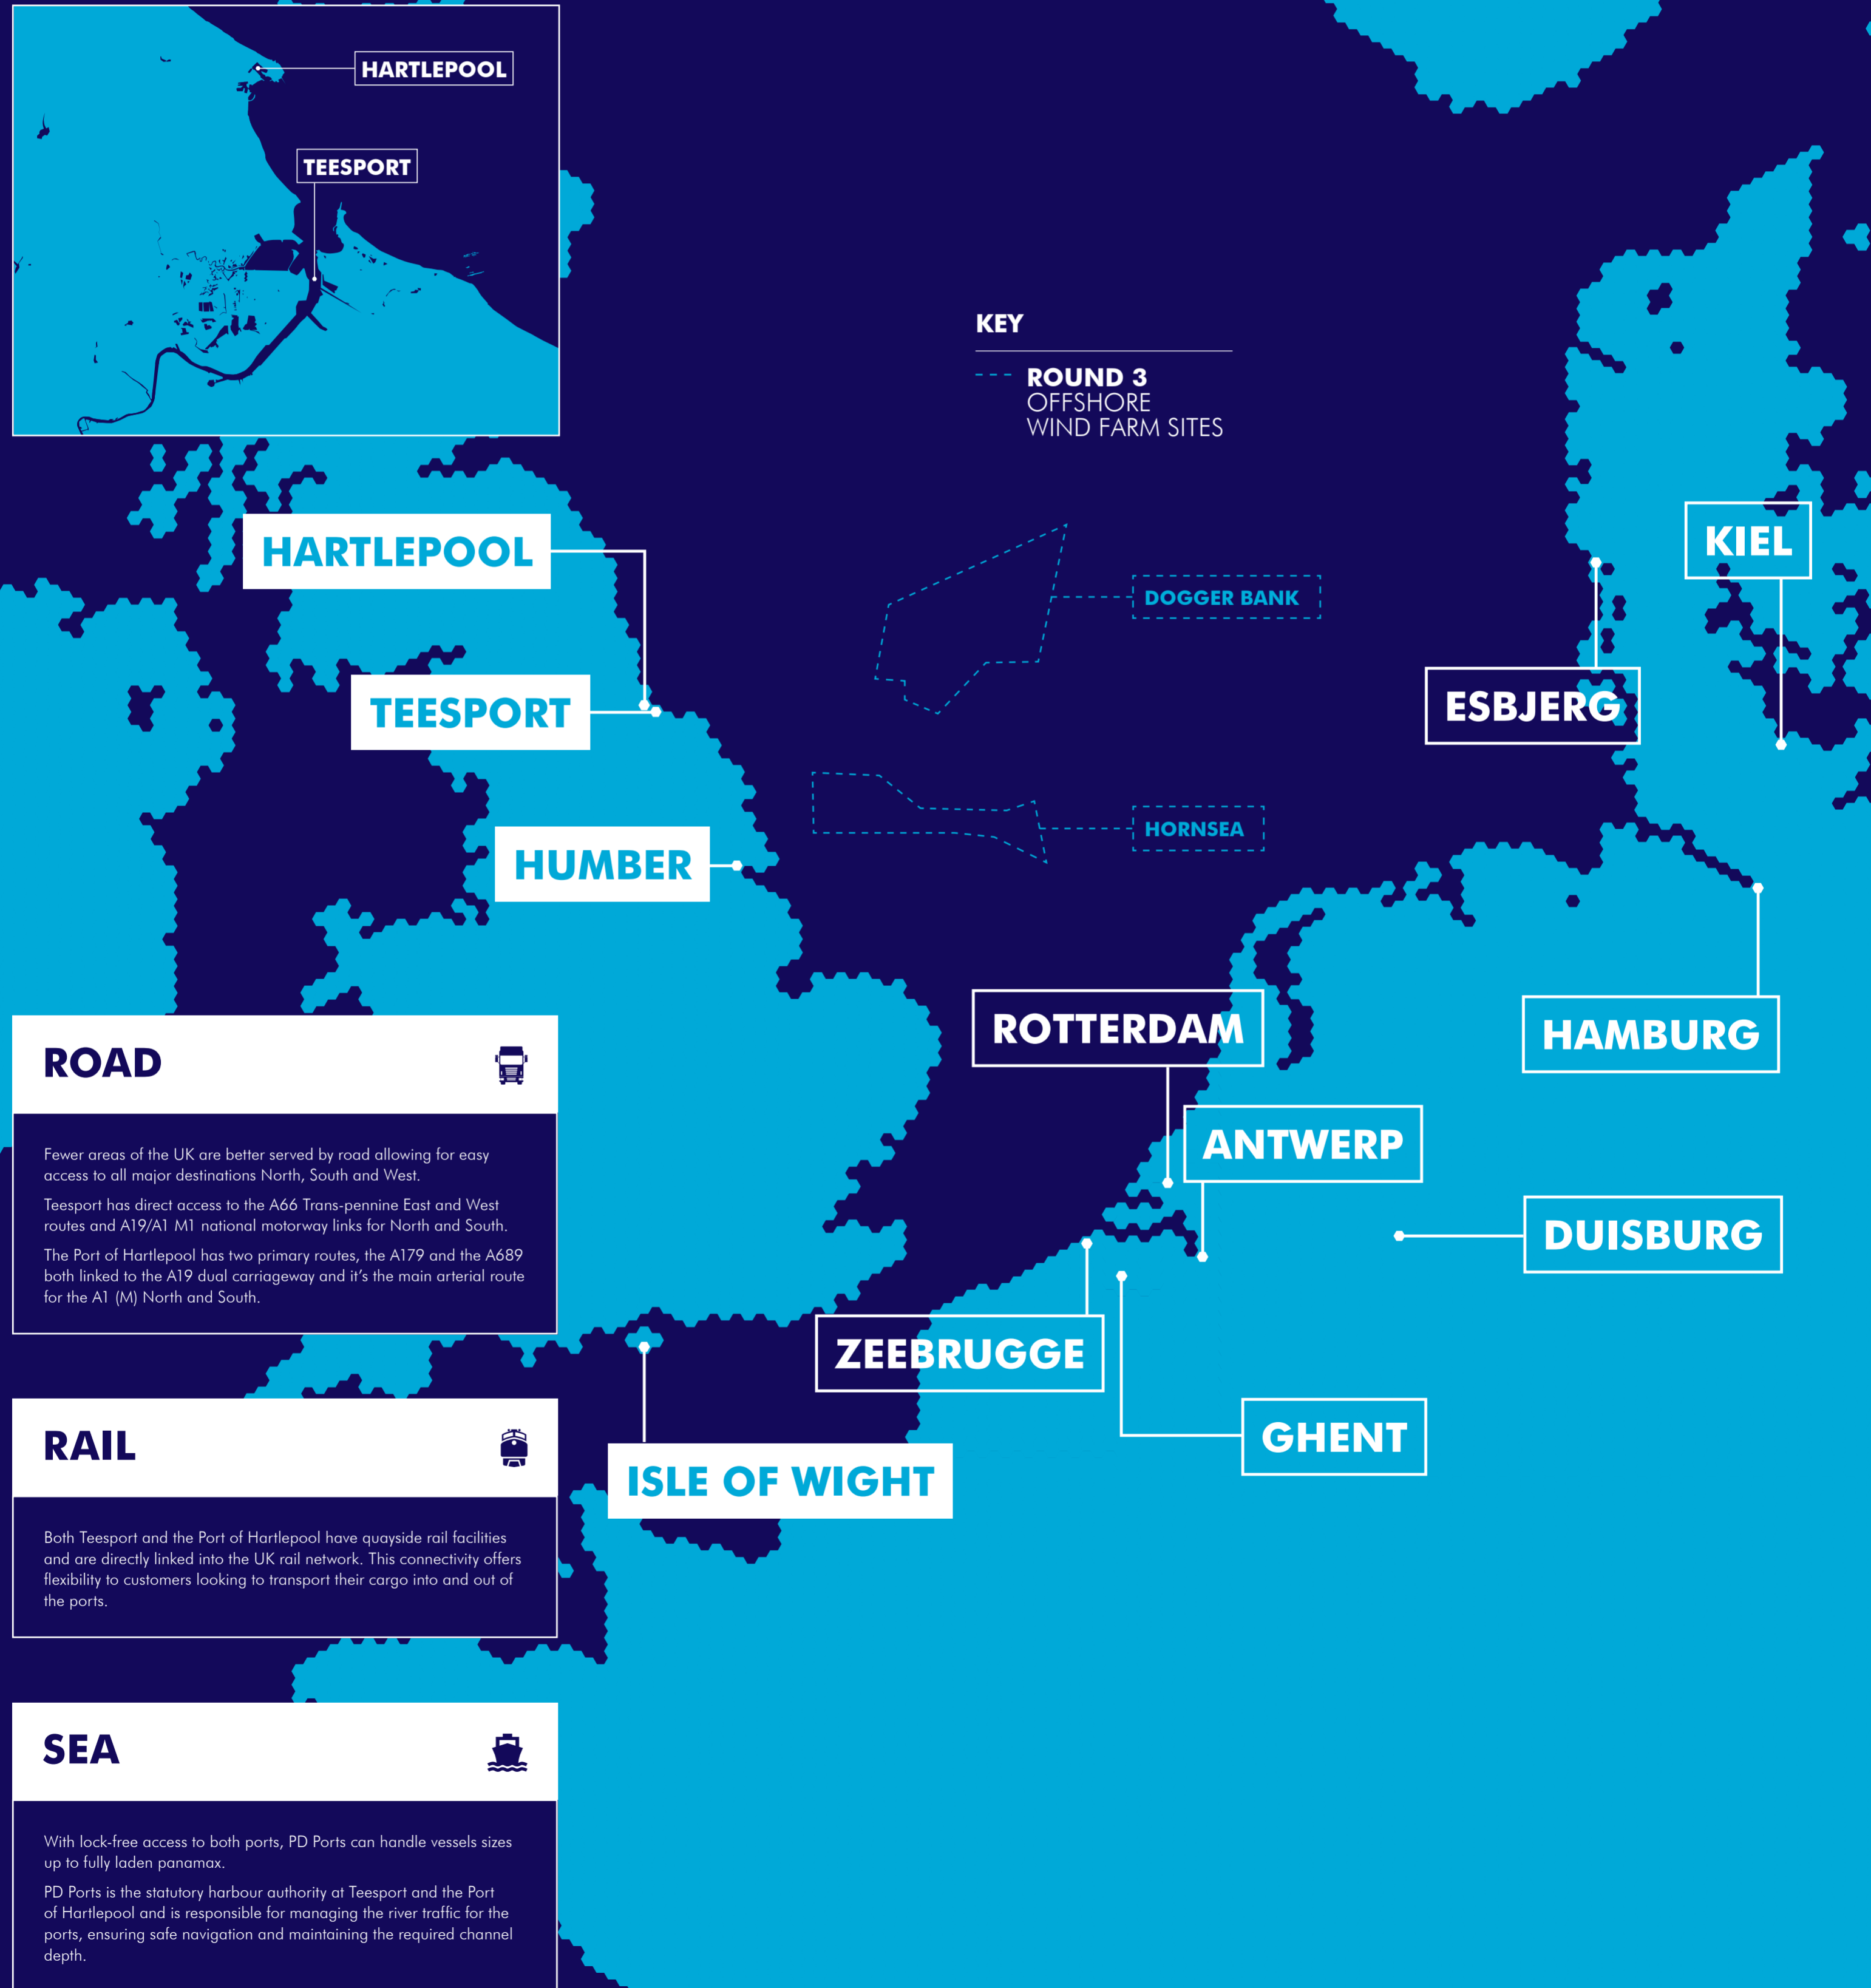 HARTLEPOOL
TEESPORT
KEY
ROUND 3
OFFSHORE
WIND FARM SITES
HARTLEPOOL
KIEL
DOGGER BANK
TEESPORT
ESBJERG
HORNSEA
HUMBER
ROTTERDAM
HAMBURG
ANTWERP
DUISBURG
ZEEBRUGGE
GHENT
ISLE OF WIGHT
ROAD
Fewer areas of the UK are better served by road allowing for easy
access to all major destinations North, South and West.
Teesport has direct access to the A66 Trans-pennine East and West
routes and A19/A1 M1 national motorway links for North and South.
The Port of Hartlepool has two primary routes, the A179 and the A689
both linked to the A19 dual carriageway and it’s the main arterial route
for the A1 (M) North and South.
RAIL
Both Teesport and the Port of Hartlepool have quayside rail facilities
and are directly linked into the UK rail network. This connectivity offers
flexibility to customers looking to transport their cargo into and out of
the ports.
SEA
With lock-free access to both ports, PD Ports can handle vessels sizes
up to fully laden panamax.
PD Ports is the statutory harbour authority at Teesport and the Port
of Hartlepool and is responsible for managing the river traffic for the
ports, ensuring safe navigation and maintaining the required channel
depth.